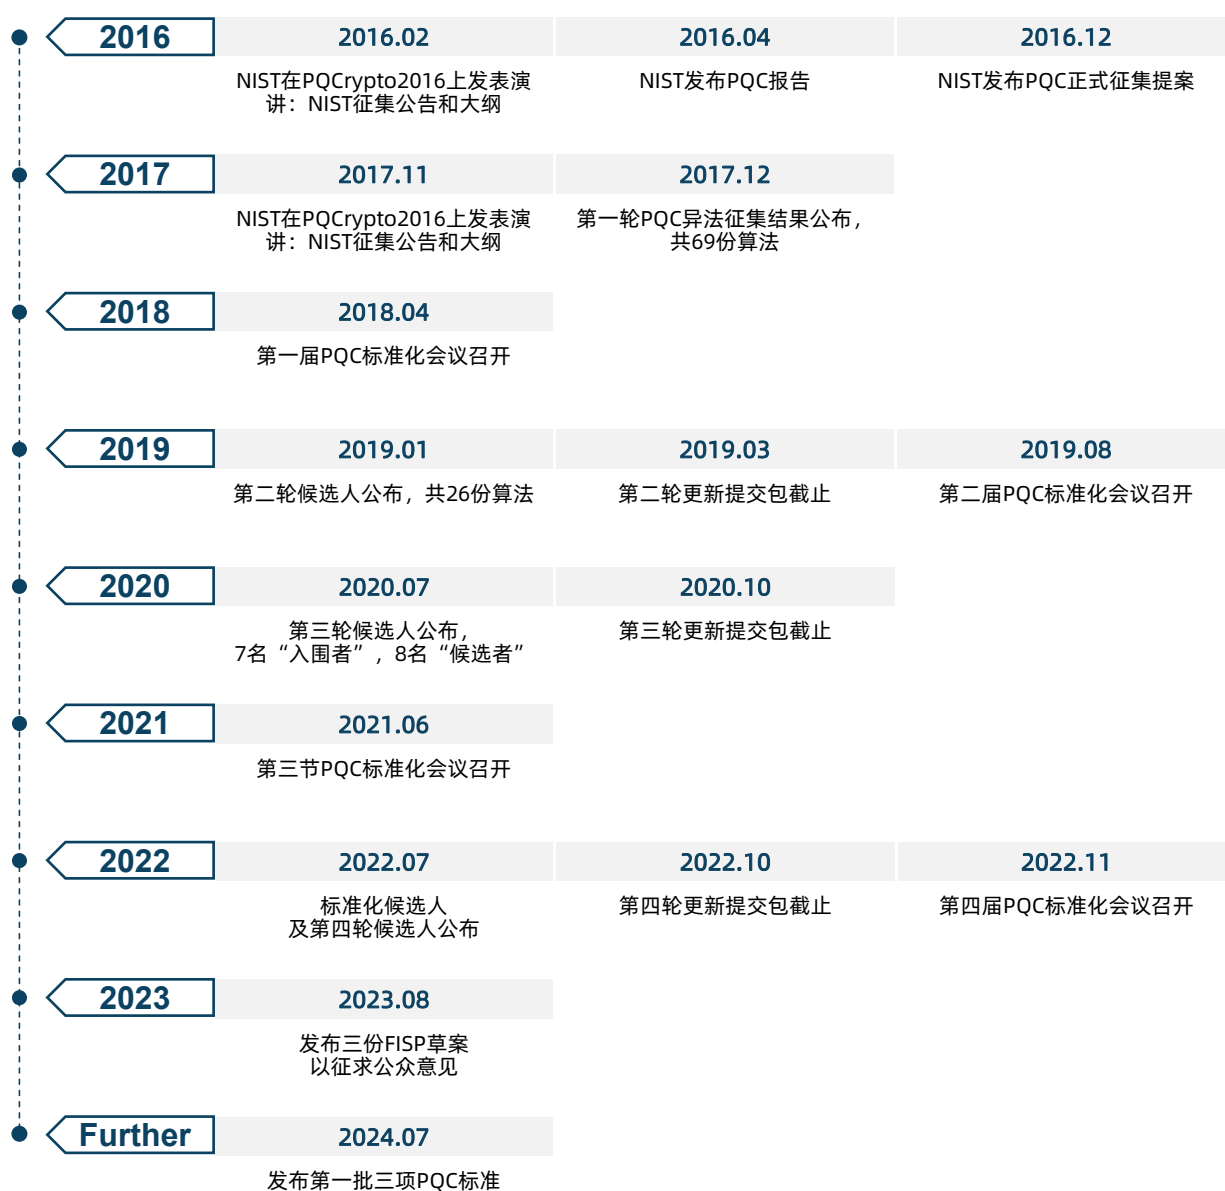 2016
2016.02
2016.04
2016.12
NIST在PQCrypto2016上发表演
讲：NIST征集公告和大纲
NIST发布PQC报告
NIST发布PQC正式征集提案
2017
2017.11
2017.12
NIST在PQCrypto2016上发表演
讲：NIST征集公告和大纲
第一轮PQC异法征集结果公布，
共69份算法
2018
2018.04
第一届PQC标准化会议召开
2019
2019.01
2019.03
2019.08
第二轮候选人公布，共26份算法
第二轮更新提交包截止
第二届PQC标准化会议召开
2020
2020.07
2020.10
第三轮候选人公布，
7名“入围者”，8名“候选者”
第三轮更新提交包截止
2021
2021.06
第三节PQC标准化会议召开
2022
2022.07
2022.10
2022.11
标准化候选人
及第四轮候选人公布
第四轮更新提交包截止
第四届PQC标准化会议召开
2023
2023.08
发布三份FISP草案
以征求公众意见
Further
2024.07
发布第一批三项PQC标准